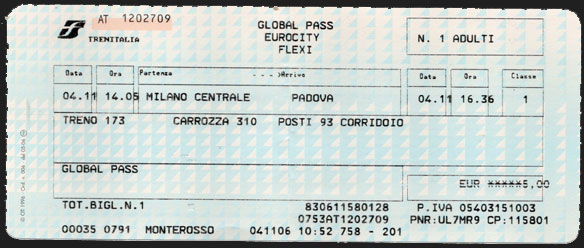 AT 1202709
TRENITALIA
GLOBAL PASS
EUROCITY
FLEXI
N. 1 ADULTI
Data Ora Partenza - - ->Arrivo Data Ora Classe
04.11 14.05 MILANO CENTRALE PADOVA 04.11 16.36 1
TRENO 173 CARROZZA 310 POSTI 93 CORRIDOIO
GLOBAL PASS
EUR *****5,00
TOT.BIGL.N.1 830611580128 P.IVA 05403151003
0753AT1202709 PNR:UL7MR9 CP:115801
00035 0791 MONTEROSSO 041106 10:52 758 - 201